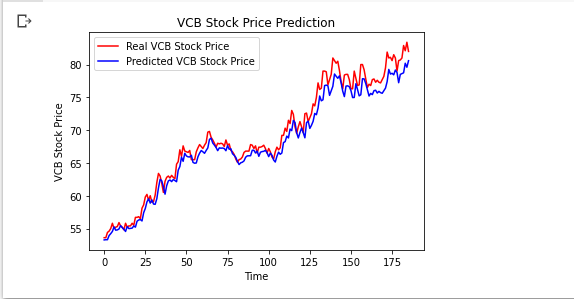 VCB Stock Price Prediction
Real VCB Stock Price
Predicted VCB Stock Price
VCB Stock Price
80
75
70
65
60
55
0 25 50 75 100 125 150 175
Time